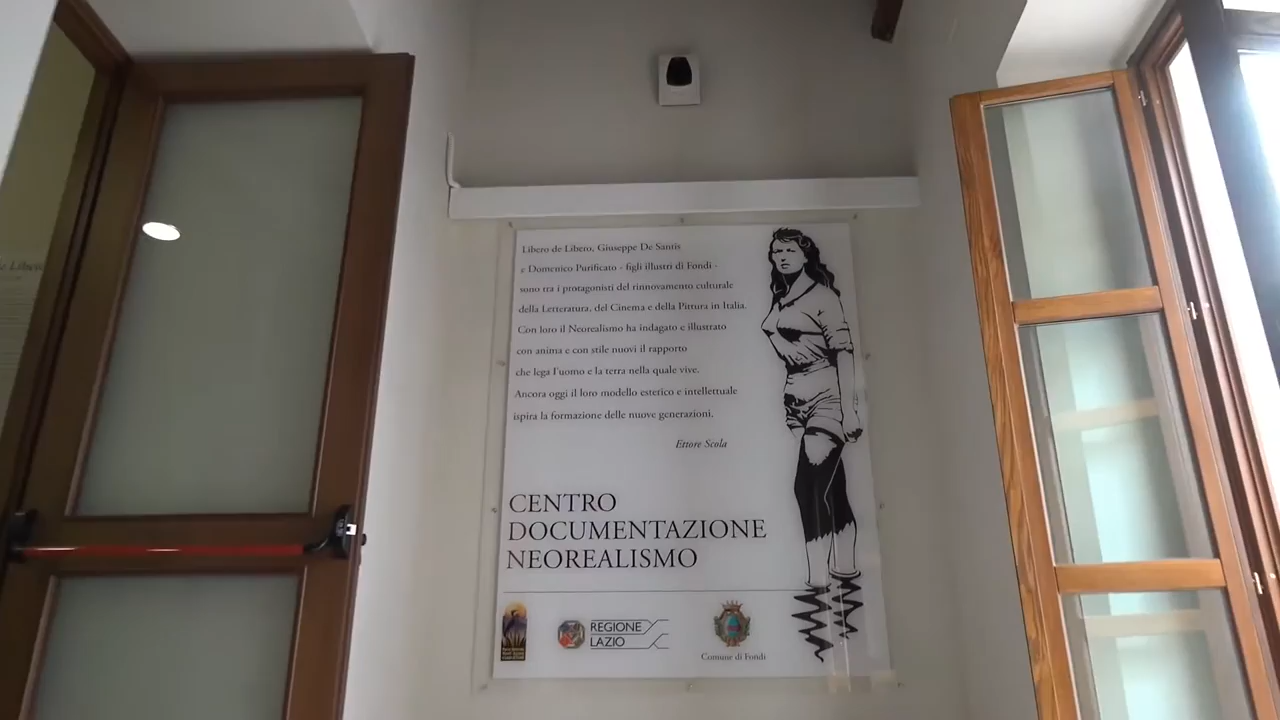 Libero de Libero, Giuseppe De Santis
e Domenico Purificato - figli illustri di Fondi -
sono tra i protagonisti del rinnovamento culturale
della Letteratura, del Cinema e della Pittura in Italia.
Con loro il Neorealismo ha indagato e illustrato
con anima e con stile nuovi il rapporto
che lega l'uomo e la terra nella quale vive.
Ancora oggi il loro modello estetico e intellettuale
ispira la formazione delle nuove generazioni.
Ettore Scola
CENTRO
DOCUMENTAZIONE
NEOREALISMO
REGIONE
LAZIO
Comune di Fondi